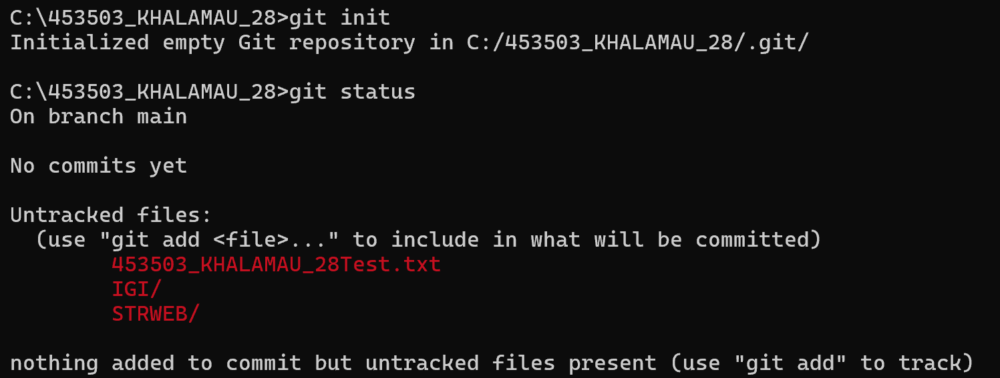 C:\453503_KHALAMAU_28>git init
Initialized empty Git repository in C:/453503_KHALAMAU_28/.git/
C:\453503_KHALAMAU_28>git status
On branch main
No commits yet
Untracked files:
(use "git add <file>..." to include in what will be committed)
453503_KHALAMAU_28Test.txt
IGI/
STRWEB/
nothing added to commit but untracked files present (use "git add" to track)